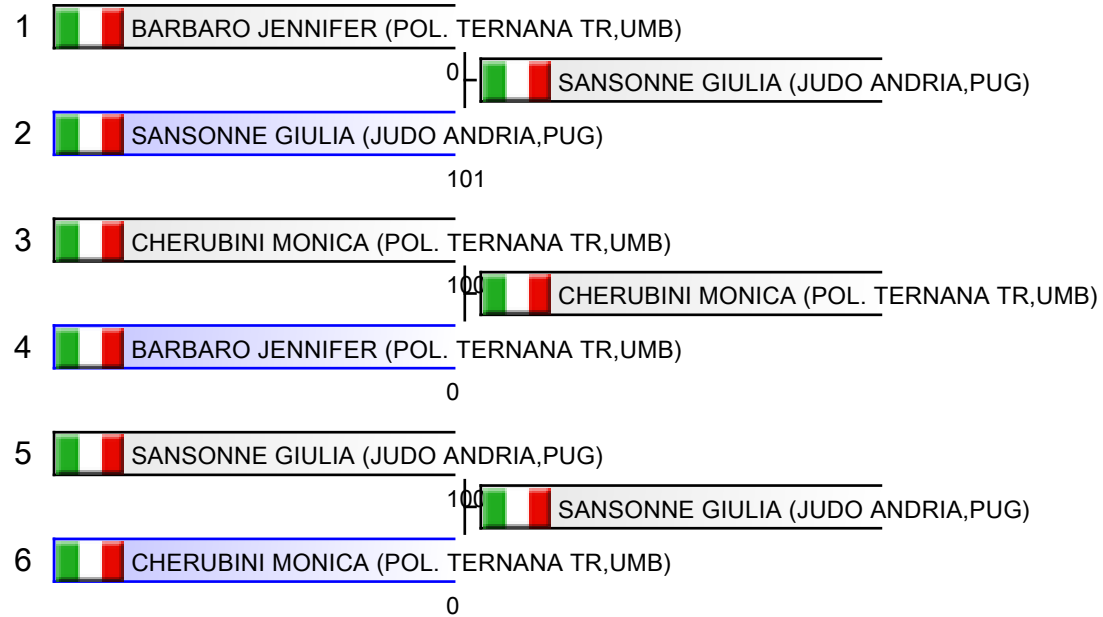 1 BARBARO JENNIFER (POL. TERNANA TR,UMB)
0
SANSONNE GIULIA (JUDO ANDRIA,PUG)
2 SANSONNE GIULIA (JUDO ANDRIA,PUG)
101
3 CHERUBINI MONICA (POL. TERNANA TR,UMB)
100
CHERUBINI MONICA (POL. TERNANA TR,UMB)
4 BARBARO JENNIFER (POL. TERNANA TR,UMB)
0
5 SANSONNE GIULIA (JUDO ANDRIA,PUG)
100
SANSONNE GIULIA (JUDO ANDRIA,PUG)
6 CHERUBINI MONICA (POL. TERNANA TR,UMB)
0